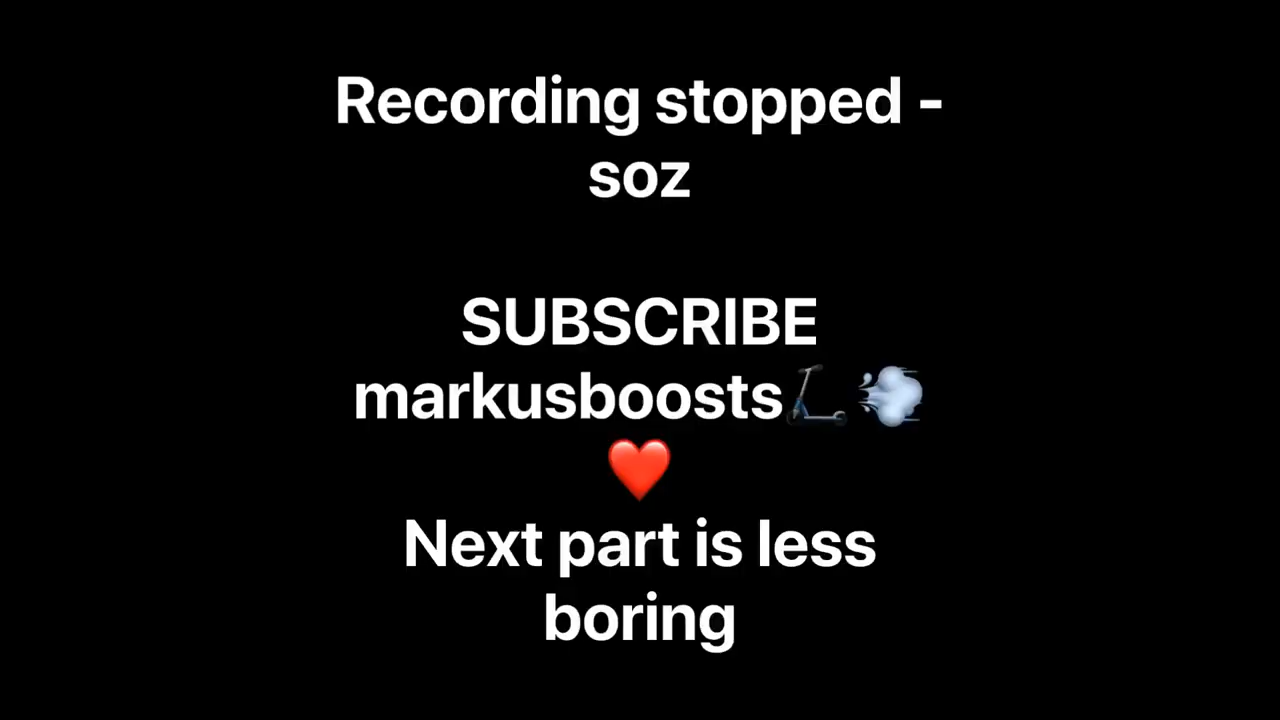 Recording stopped -
soz
SUBSCRIBE
markusboosts🛴💨
❤️
Next part is less
boring